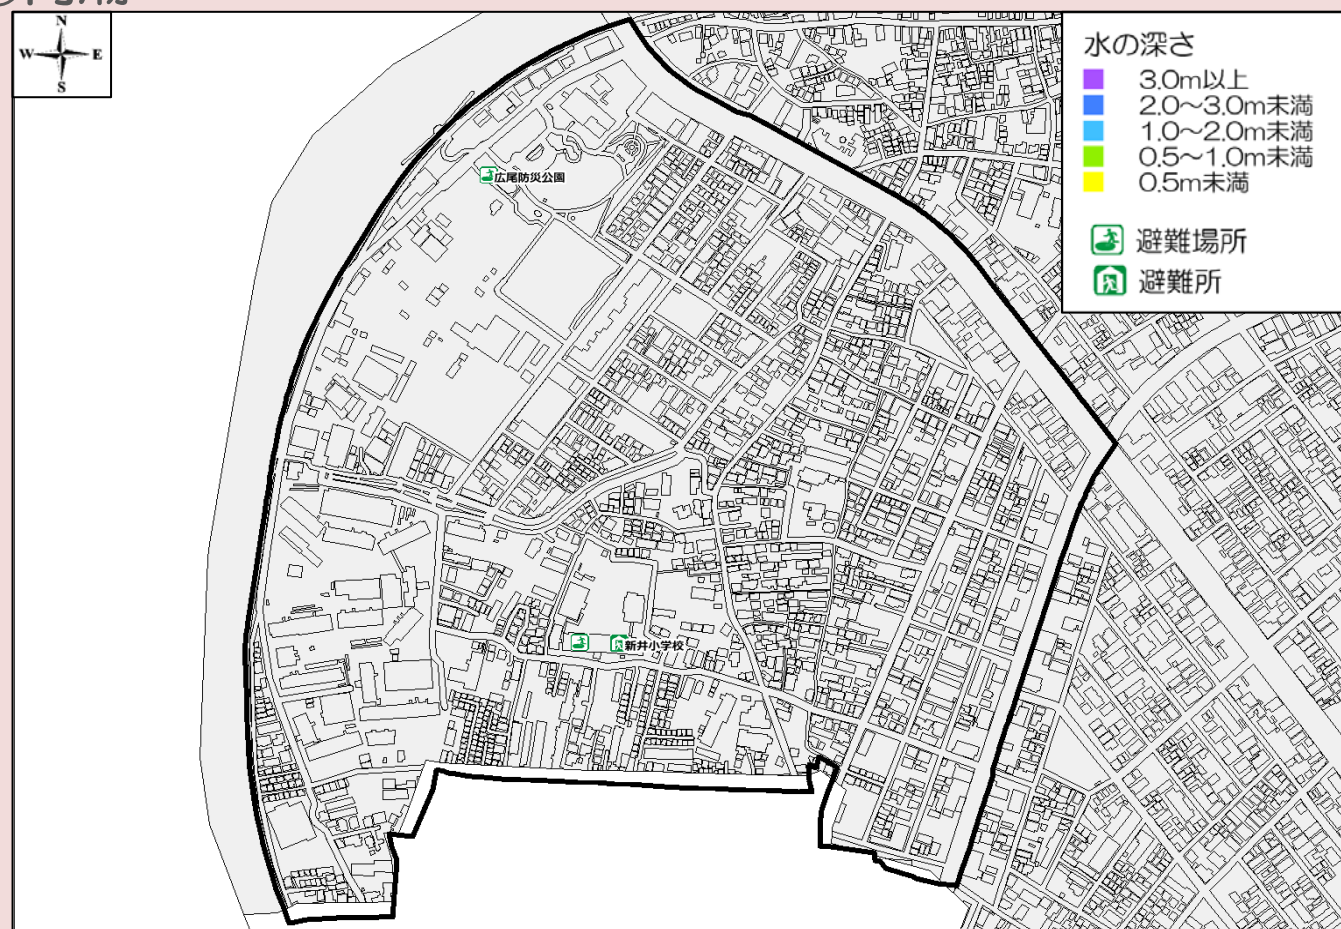 N
W E
S
水の深さ
3.0m以上
2.0～3.0m未満
1.0～2.0m未満
0.5～1.0m未満
0.5m未満
避難場所
避難所
広尾防災公園
新井小学校